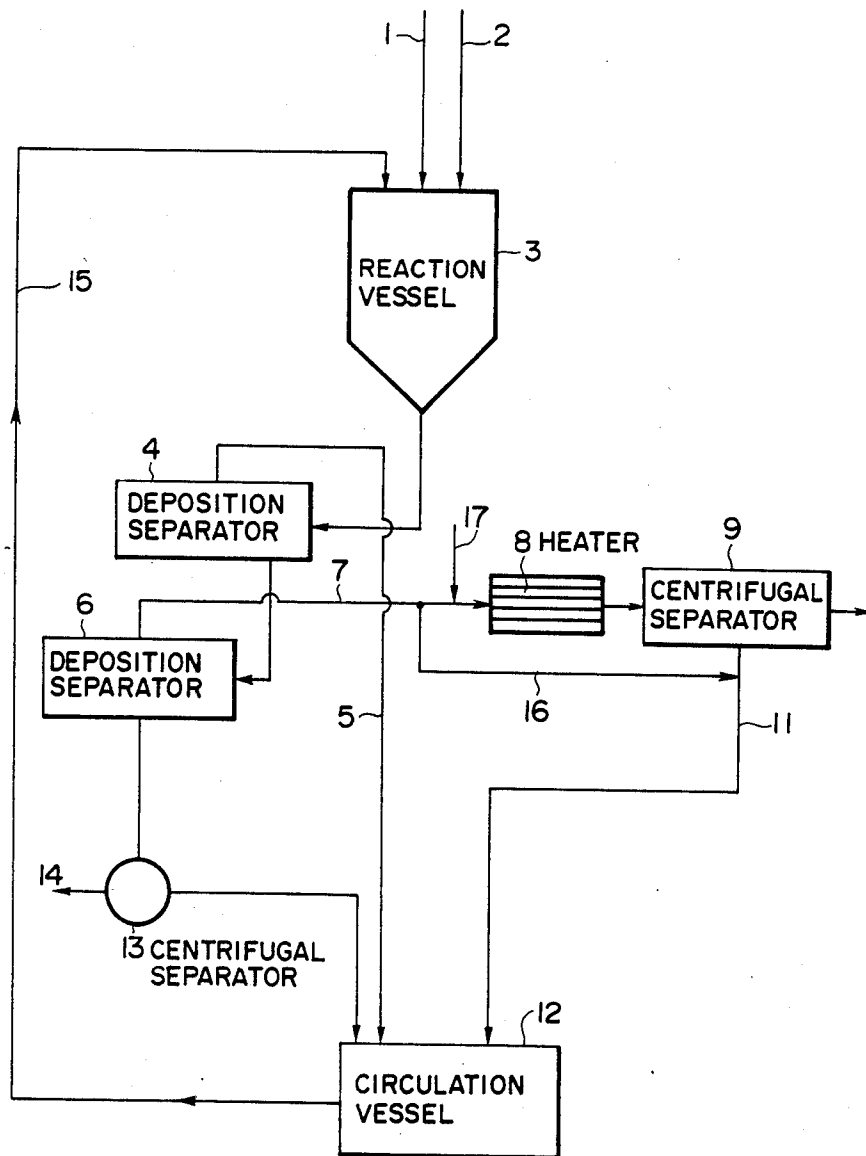 1
2
REACTION
VESSEL
3
15
4
DEPOSITION
SEPARATOR
17
8 HEATER
9
CENTRIFUGAL
SEPARATOR
7
6
DEPOSITION
SEPARATOR
5
16
11
14
13 CENTRIFUGAL
SEPARATOR
12
CIRCULATION
VESSEL